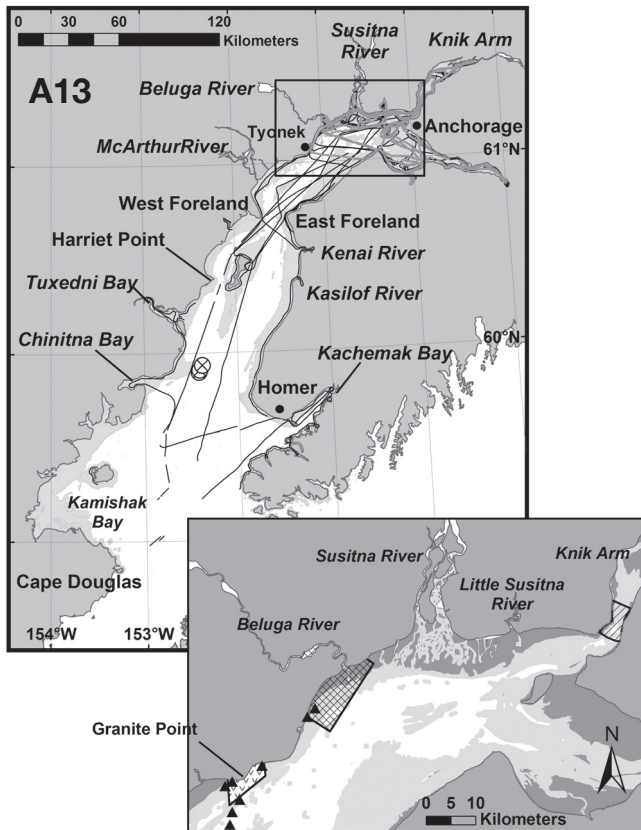 0 30 60 120
Kilometers
A13
Susitna
River
Knik Arm
Beluga River
Tyonek
Anchorage
McArthurRiver
61°N
West Foreland
East Foreland
Harriet Point
Kenai River
Tuxedni Bay
Kasilof River
Chinitna Bay
60°N
Kachemak Bay
Homer
Kamishak
Bay
Cape Douglas
154°W
153°W
Susitna River
Knik Arm
Little Susitna
River
Beluga River
Granite Point
N
0 5 10
Kilometers